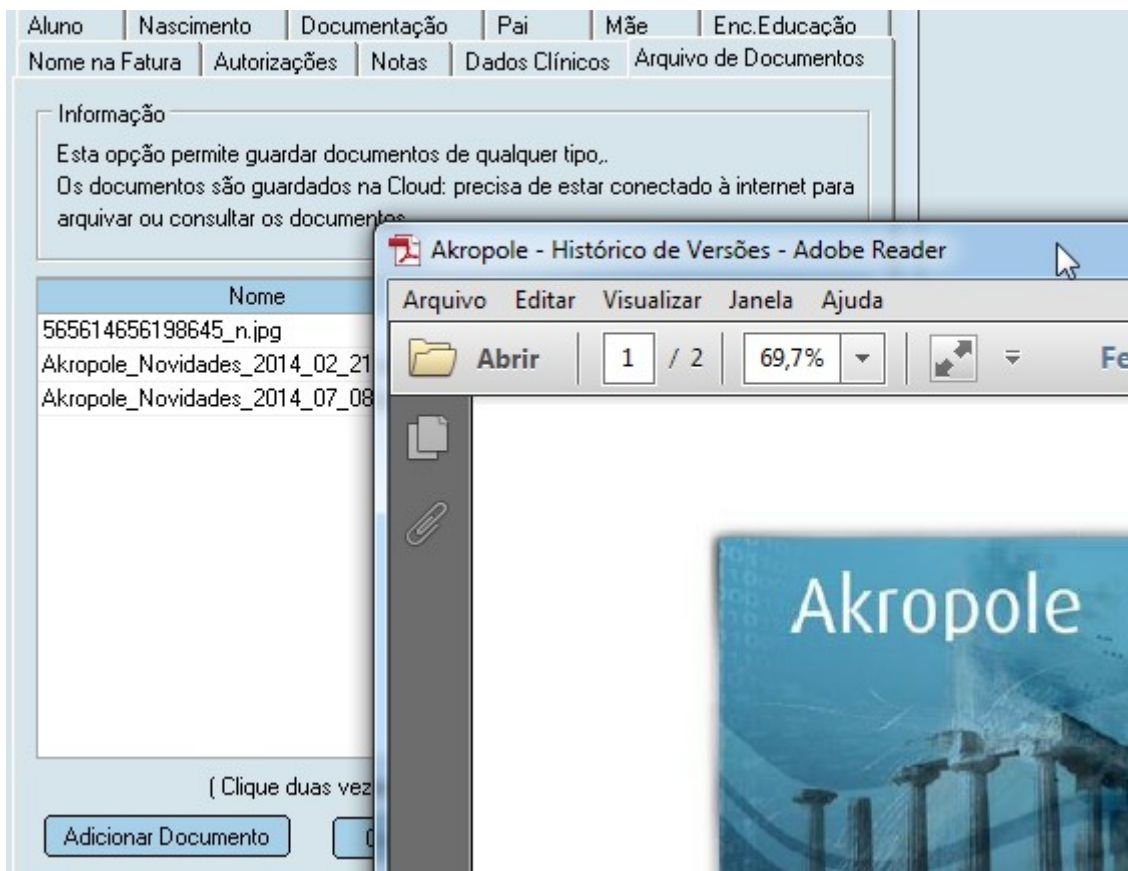 Aluno Nascimento Documentação Pai Mãe Enc.Educação
Nome na Fatura Autorizações Notas Dados Clínicos Arquivo de Documentos
Informação
Esta opção permite guardar documentos de qualquer tipo,.
Os documentos são guardados na Cloud: precisa de estar conectado à internet para
arquivar ou consultar os documentos
Akropole - Histórico de Versões - Adobe Reader
Arquivo Editar Visualizar Janela Ajuda
Abrir 1 / 2 69,7% Fe
Nome
565614656198645_n.jpg
Akropole_Novidades_2014_02_21
Akropole_Novidades_2014_07_08
Akropole
( Clique duas vez
Adicionar Documento